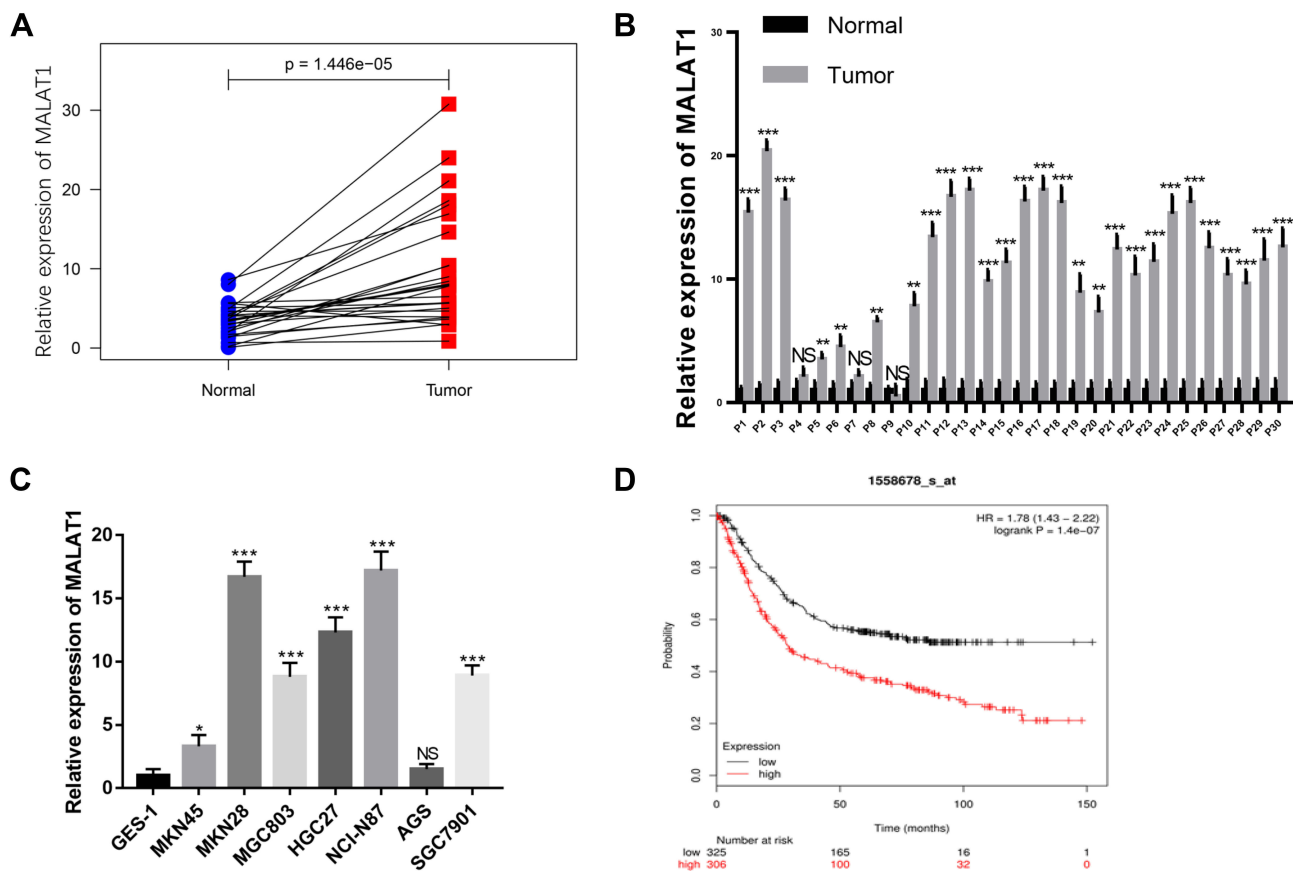 A
Relative expression of MALAT1
30
20
10
0
p = 1.446e−05
Normal
Tumor
B
Relative expression of MALAT1
30
20
10
0
Normal
Tumor
***
***
***
NS
**
**
NS
**
NS
**
***
***
***
***
***
***
***
***
**
**
***
***
***
***
***
***
***
***
***
***
P1
P2
P3
P4
P5
P6
P7
P8
P9
P10
P11
P12
P13
P14
P15
P16
P17
P18
P19
P20
P21
P22
P23
P24
P25
P26
P27
P28
P29
P30
C
Relative expression of MALAT1
20
15
10
5
0
*
***
***
***
***
NS
***
GES-1
MKN45
MKN28
MGC803
HGC27
NCI-N87
AGS
SGC7901
D
1558678_s_at
HR = 1.78 (1.43 − 2.22)
logrank P = 1.4e−07
Probability
1.0
0.8
0.6
0.4
0.2
0.0
Expression
low
high
0 50 100 150
Time (months)
Number at risk
low 325 165 16 1
high 306 100 32 0